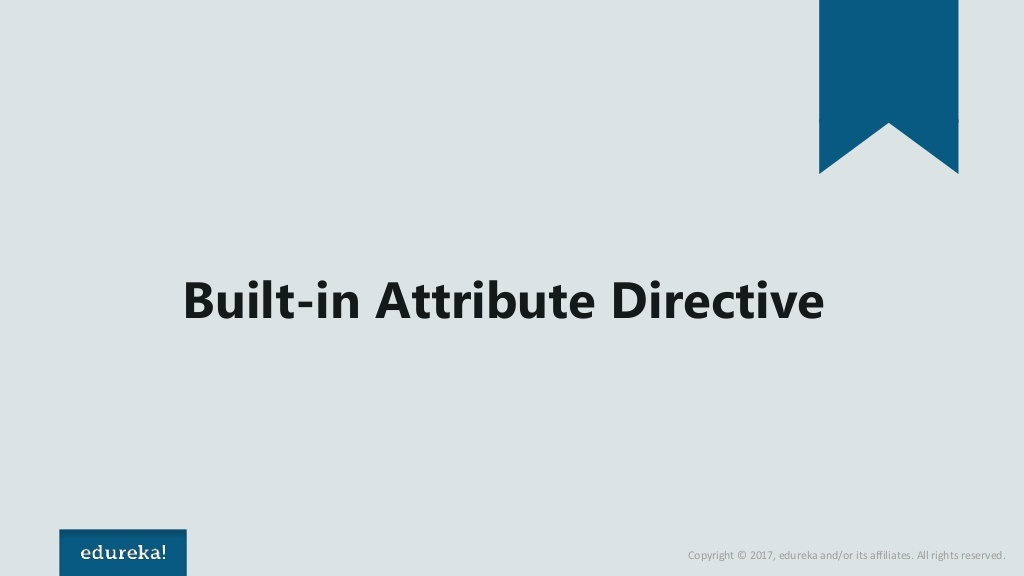 Built-in Attribute Directive
edureka!
Copyright © 2017, edureka and/or its affiliates. All rights reserved.